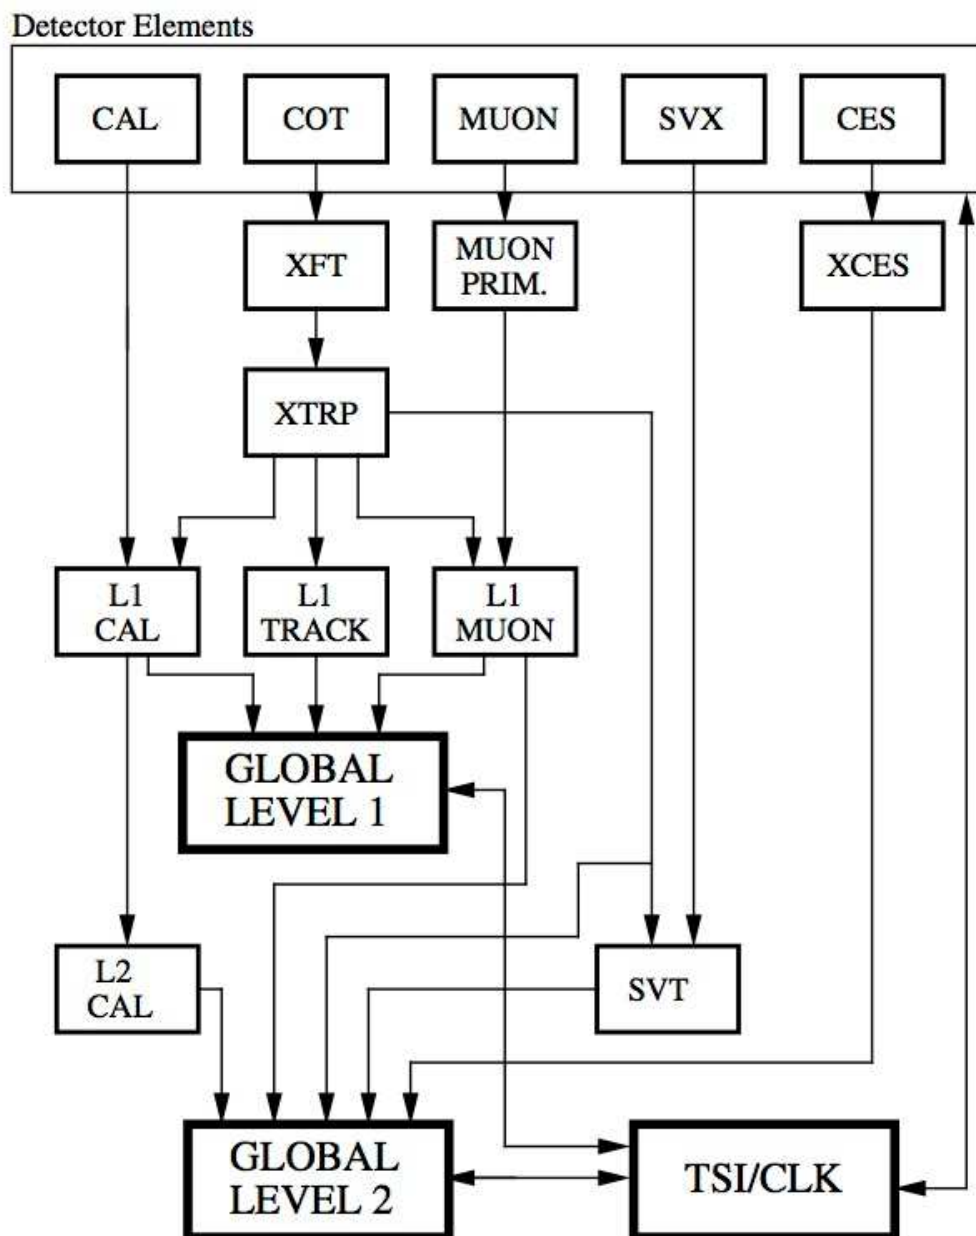 Detector Elements
CAL
COT
MUON
SVX
CES
XFT
MUON
PRIM.
XCES
XTRP
L1
CAL
L1
TRACK
L1
MUON
GLOBAL
LEVEL 1
L2
CAL
SVT
GLOBAL
LEVEL 2
TSI/CLK